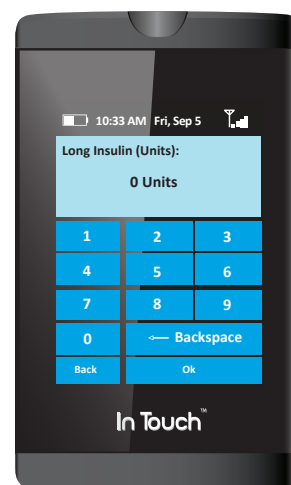 10:33 AM Fri, Sep 5
Long Insulin (Units):
0 Units
1 2 3
4 5 6
7 8 9
0 Backspace
Back Ok
In Touch™